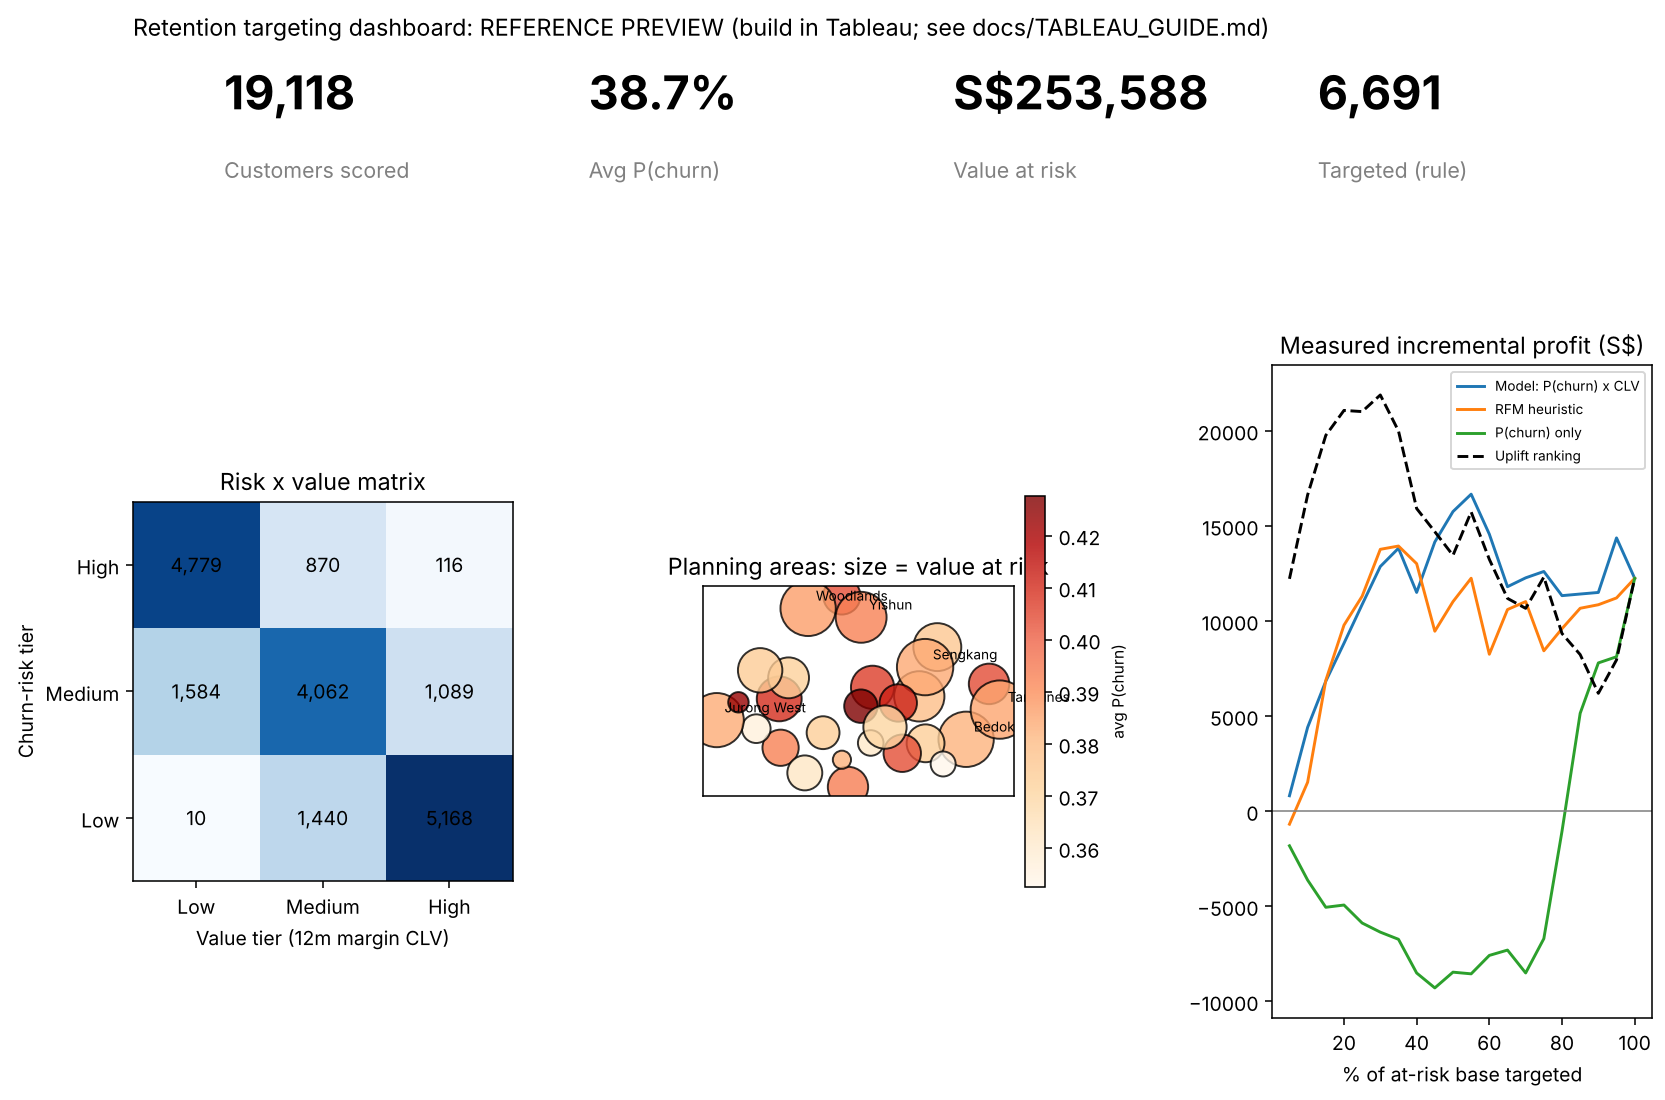 Retention targeting dashboard: REFERENCE PREVIEW (build in Tableau; see docs/TABLEAU_GUIDE.md)
19,118
38.7%
S$253,588
6,691
Customers scored
Avg P(churn)
Value at risk
Targeted (rule)
Risk x value matrix
Churn-risk tier
High
Medium
Low
4,779
870
116
1,584
4,062
1,089
10
1,440
5,168
Low
Medium
High
Value tier (12m margin CLV)
Planning areas: size = value at
Woodlands
Yishun
Sengkang
Jurong West
Bedok
0.42
0.41
0.40
0.39
0.38
0.37
0.36
avg P(churn)
Measured incremental profit (S$)
Model: P(churn) x CLV
RFM heuristic
P(churn) only
Uplift ranking
20000
15000
10000
5000
0
−5000
−10000
20
40
60
80
100
% of at-risk base targeted